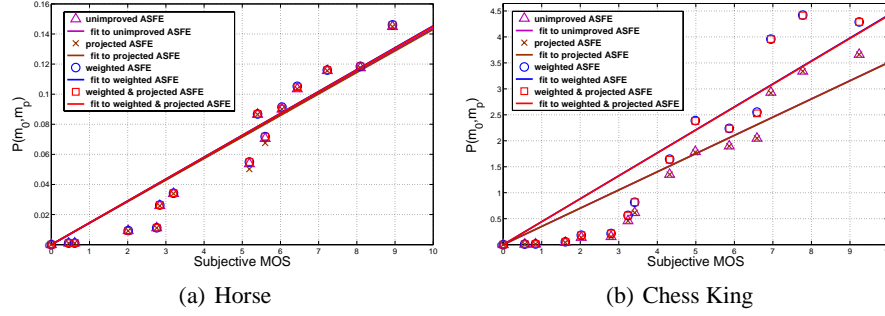 unimproved ASFE
fit to unimproved ASFE
projected ASFE
fit to projected ASFE
weighted ASFE
fit to weighted ASFE
weighted & projected ASFE
fit to weighted & projected ASFE
P(m0,mp)
0.16
0.14
0.12
0.1
0.08
0.06
0.04
0.02
0 1 2 3 4 5 6 7 8 9 10
Subjective MOS
(a) Horse
unimproved ASFE
fit to unimproved ASFE
projected ASFE
fit to projected ASFE
weighted ASFE
fit to weighted ASFE
weighted & projected ASFE
fit to weighted & projected ASFE
P(m0,mp)
4.5
4
3.5
3
2.5
2
1.5
1
0.5
0 1 2 3 4 5 6 7 8 9
Subjective MOS
(b) Chess King